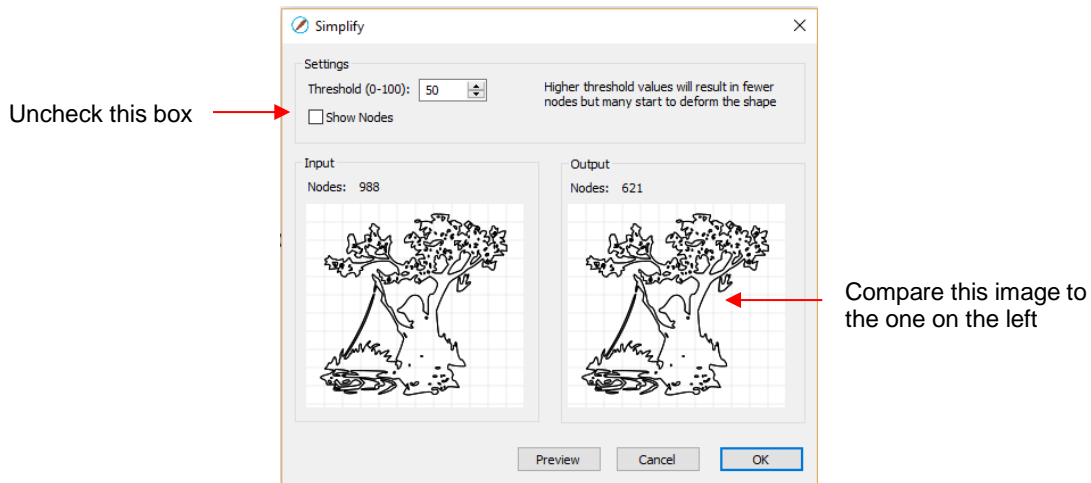 Simplify
Settings
Threshold (0-100): 50
Higher threshold values will result in fewer
nodes but many start to deform the shape
Uncheck this box
Show Nodes
Input
Nodes: 988
Output
Nodes: 621
Compare this image to
the one on the left
Preview
Cancel
OK